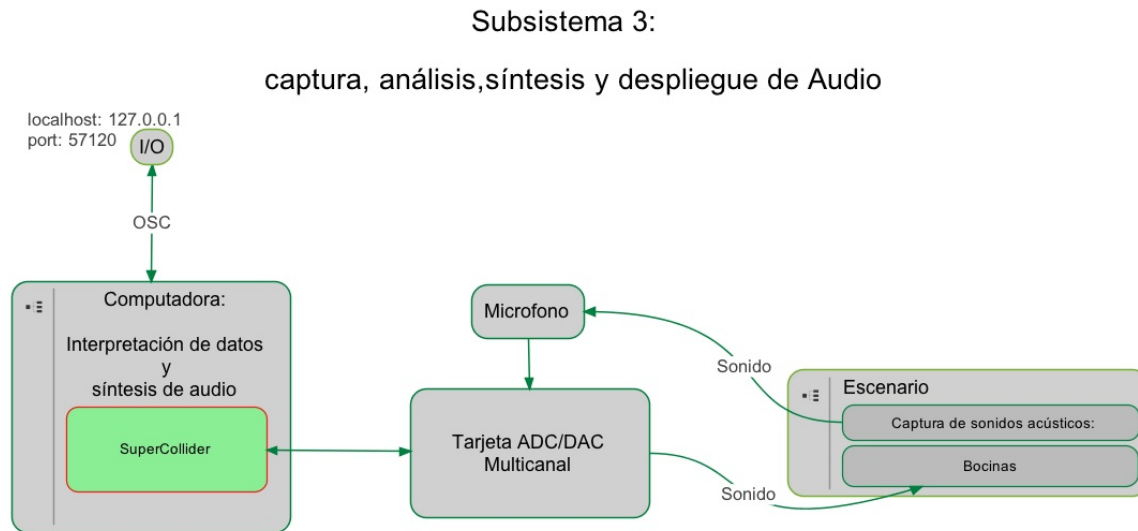 Subsistema 3:
captura, análisis,síntesis y despliegue de Audio
localhost: 127.0.0.1
port: 57120
I/O
OSC
Computadora:
Interpretación de datos
y
síntesis de audio
SuperCollider
Microfono
Tarjeta ADC/DAC
Multicanal
Sonido
Sonido
Escenario
Captura de sonidos acústicos:
Bocinas